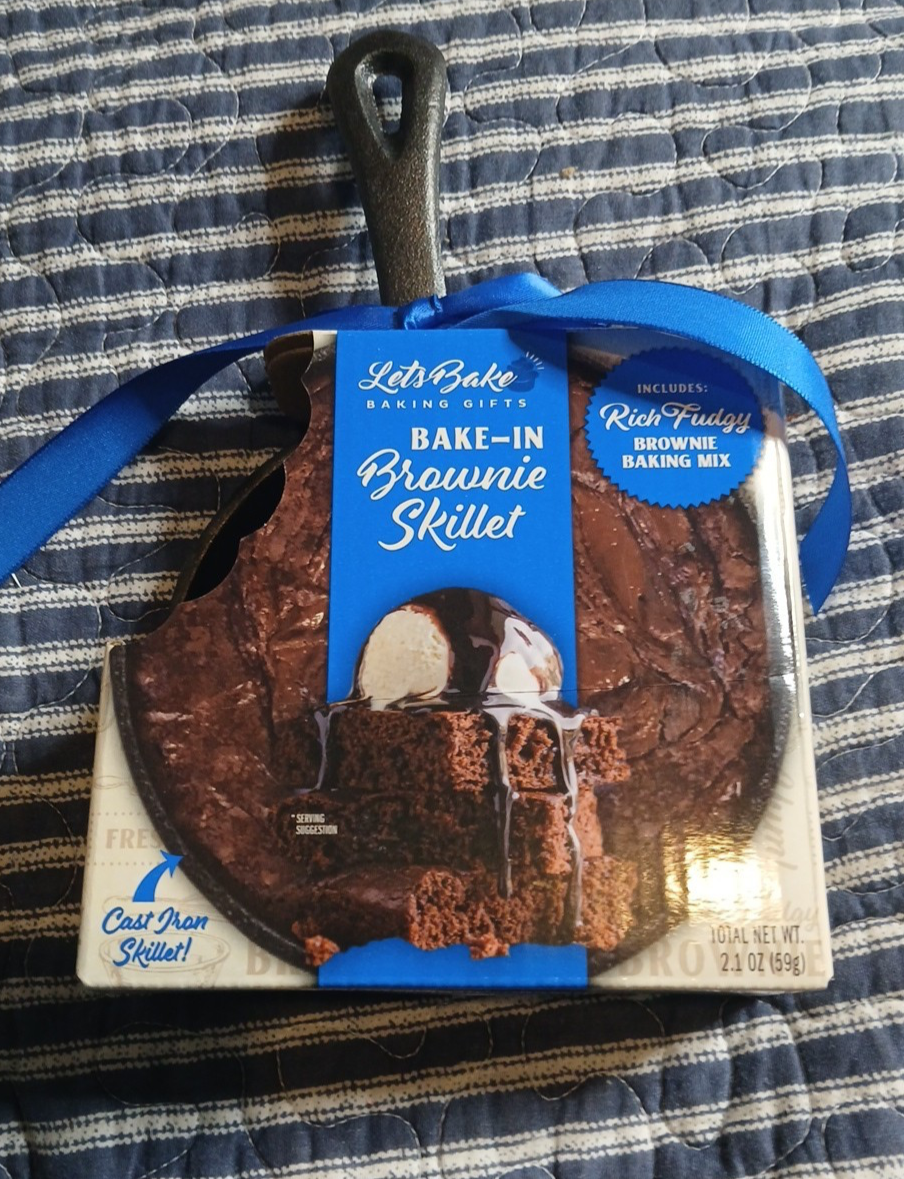 Let's Bake
BAKING GIFTS
BAKE-IN
Brownie
Skillet
INCLUDES:
Rich Fudgy
BROWNIE
BAKING MIX
*SERVING
SUGGESTION
Cast Iron
Skillet!
TOTAL NET WT.
2.1 OZ (59g)